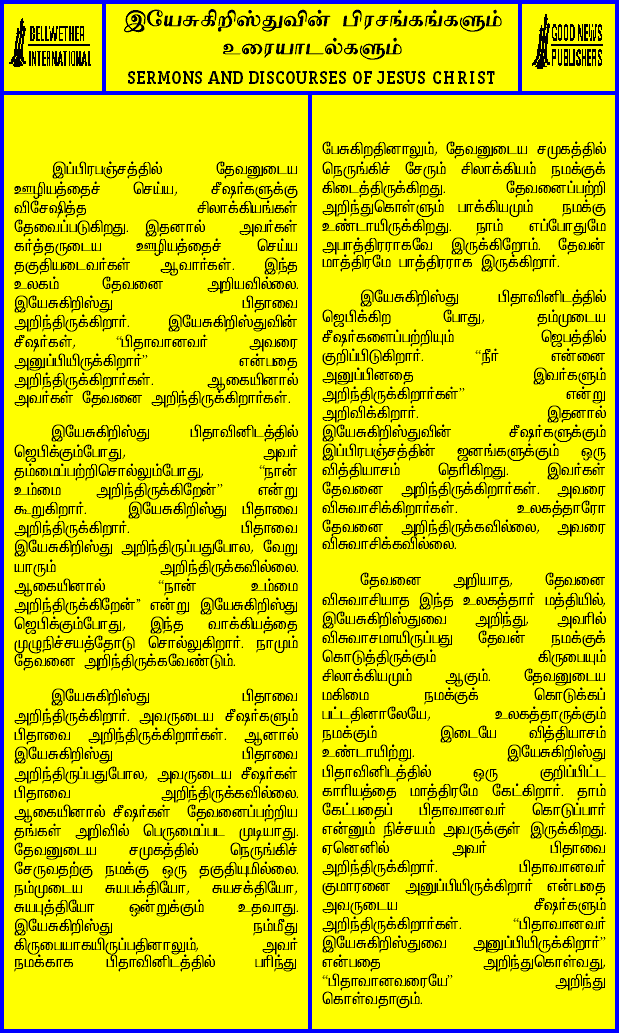 BELLWETHER
INTERNATIONAL
இயேசுகிறிஸ்துவின் பிரசங்கங்களும்
உரையாடல்களும்
SERMONS AND DISCOURSES OF JESUS CHRIST
GOOD NEWS
PUBLISHERS
இப்பிரபஞ்சத்தில் தேவனுடைய
ஊழியத்தைச் செய்ய, சீஷர்களுக்கு
விசேஷித்த சிலாக்கியங்கள்
தேவைப்படுகிறது. இதனால் அவர்கள்
கர்த்தருடைய ஊழியத்தைச் செய்ய
தகுதியடைவர்கள் ஆவார்கள். இந்த
உலகம் தேவனை அறியவில்லை.
இயேசுகிறிஸ்து பிதாவை
அறிந்திருக்கிறார். இயேசுகிறிஸ்துவின்
சீஷர்கள், “பிதாவானவர் அவரை
அனுப்பியிருக்கிறார்” என்பதை
அறிந்திருக்கிறார்கள். ஆகையினால்
அவர்கள் தேவனை அறிந்திருக்கிறார்கள்.
இயேசுகிறிஸ்து பிதாவினிடத்தில்
ஜெபிக்கும்போது, அவர்
தம்மைப்பற்றிசொல்லும்போது, “நான்
உம்மை அறிந்திருக்கிறேன்” என்று
கூறுகிறார். இயேசுகிறிஸ்து பிதாவை
அறிந்திருக்கிறார். பிதாவை
இயேசுகிறிஸ்து அறிந்திருப்பதுபோல, வேறு
யாரும் அறிந்திருக்கவில்லை.
ஆகையினால் “நான் உம்மை
அறிந்திருக்கிறேன்” என்று இயேசுகிறிஸ்து
ஜெபிக்கும்போது, இந்த வாக்கியத்தை
முழுநிச்சயத்தோடு சொல்லுகிறார். நாமும்
தேவனை அறிந்திருக்கவேண்டும்.
இயேசுகிறிஸ்து பிதாவை
அறிந்திருக்கிறார். அவருடைய சீஷர்களும்
பிதாவை அறிந்திருக்கிறார்கள். ஆனால்
இயேசுகிறிஸ்து பிதாவை
அறிந்திருப்பதுபோல, அவருடைய சீஷர்கள்
பிதாவை அறிந்திருக்கவில்லை.
ஆகையினால் சீஷர்கள் தேவனைப்பற்றிய
தங்கள் அறிவில் பெருமைப்பட முடியாது.
தேவனுடைய சமுகத்தில் நெருங்கிச்
சேருவதற்கு நமக்கு ஒரு தகுதியுமில்லை.
நம்முடைய சுயபக்தியோ, சுயசக்தியோ,
சுயபுத்தியோ ஒன்றுக்கும் உதவாது.
இயேசுகிறிஸ்து நம்மீது
கிருபையாகயிருப்பதினாலும், அவர்
நமக்காக பிதாவினிடத்தில் பரிந்து
பேசுகிறதினாலும், தேவனுடைய சமுகத்தில்
நெருங்கிச் சேரும் சிலாக்கியம் நமக்குக்
கிடைத்திருக்கிறது. தேவனைப்பற்றி
அறிந்துகொள்ளும் பாக்கியமும் நமக்கு
உண்டாயிருக்கிறது. நாம் எப்போதுமே
அபாத்திரராகவே இருக்கிறோம். தேவன்
மாத்திரமே பாத்திரராக இருக்கிறார்.
இயேசுகிறிஸ்து பிதாவினிடத்தில்
ஜெபிக்கிற போது, தம்முடைய
சீஷர்களைப்பற்றியும் ஜெபத்தில்
குறிப்பிடுகிறார். “நீர் என்னை
அனுப்பினதை இவர்களும்
அறிந்திருக்கிறார்கள்” என்று
அறிவிக்கிறார். இதனால்
இயேசுகிறிஸ்துவின் சீஷர்களுக்கும்
இப்பிரபஞ்சத்தின் ஜனங்களுக்கும் ஒரு
வித்தியாசம் தெரிகிறது. இவர்கள்
தேவனை அறிந்திருக்கிறார்கள். அவரை
விசுவாசிக்கிறார்கள். உலகத்தாரோ
தேவனை அறிந்திருக்கவில்லை, அவரை
விசுவாசிக்கவில்லை.
தேவனை அறியாத, தேவனை
விசுவாசியாத இந்த உலகத்தார் மத்தியில்,
இயேசுகிறிஸ்துவை அறிந்து, அவரில்
விசுவாசமாயிருப்பது தேவன் நமக்குக்
கொடுத்திருக்கும் கிருபையும்
சிலாக்கியமும் ஆகும். தேவனுடைய
மகிமை நமக்குக் கொடுக்கப்
பட்டதினாலேயே, உலகத்தாருக்கும்
நமக்கும் இடையே வித்தியாசம்
உண்டாயிற்று. இயேசுகிறிஸ்து
பிதாவினிடத்தில் ஒரு குறிப்பிட்ட
காரியத்தை மாத்திரமே கேட்கிறார். தாம்
கேட்பதைப் பிதாவானவர் கொடுப்பார்
என்னும் நிச்சயம் அவருக்குள் இருக்கிறது.
ஏனெனில் அவர் பிதாவை
அறிந்திருக்கிறார். பிதாவானவர்
குமாரனை அனுப்பியிருக்கிறார் என்பதை
அவருடைய சீஷர்களும்
அறிந்திருக்கிறார்கள். “பிதாவானவர்
இயேசுகிறிஸ்துவை அனுப்பியிருக்கிறார்”
என்பதை அறிந்துகொள்வது,
“பிதாவானவரையே” அறிந்து
கொள்வதாகும்.